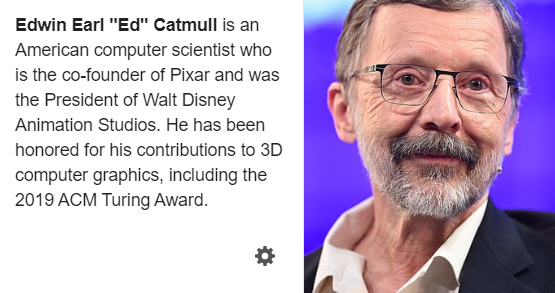 Edwin Earl "Ed" Catmull is an
American computer scientist who
is the co-founder of Pixar and was
the President of Walt Disney
Animation Studios. He has been
honored for his contributions to 3D
computer graphics, including the
2019 ACM Turing Award.